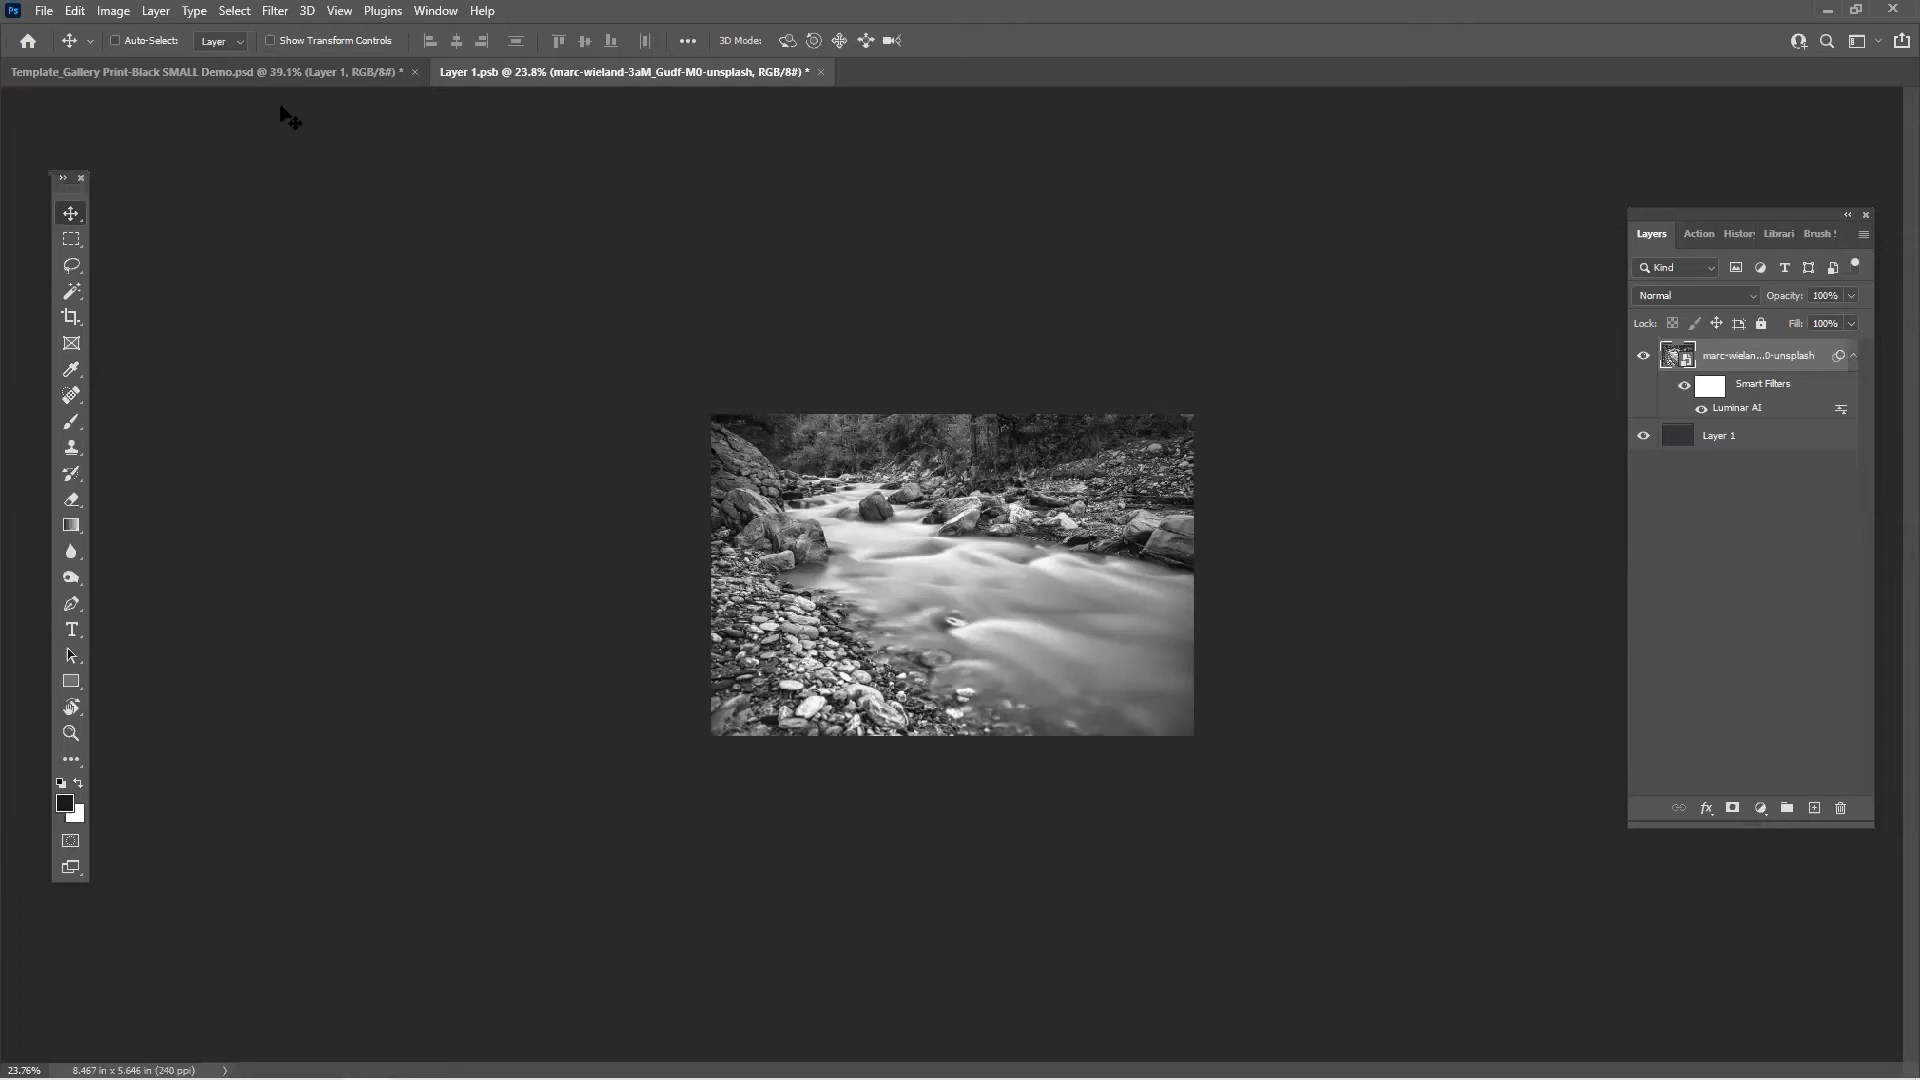 Ps File Edit Image Layer Type Select Filter 3D View Plugins Window Help
Auto-Select: Layer Show Transform Controls 3D Mode:
Template_Gallery Print-Black SMALL Demo.psd @ 39.1% (Layer 1, RGB/8#) * Layer 1.psb @ 23.8% (marc-wieland-3aM_Gudf-M0-unsplash, RGB/8#) *
Layers Action History Librari Brush S
Kind
Normal Opacity: 100%
Lock: Fill: 100%
marc-wielan...0-unsplash
Smart Filters
Luminar AI
Layer 1
23.76% 8.467 in x 5.646 in (240 ppi)